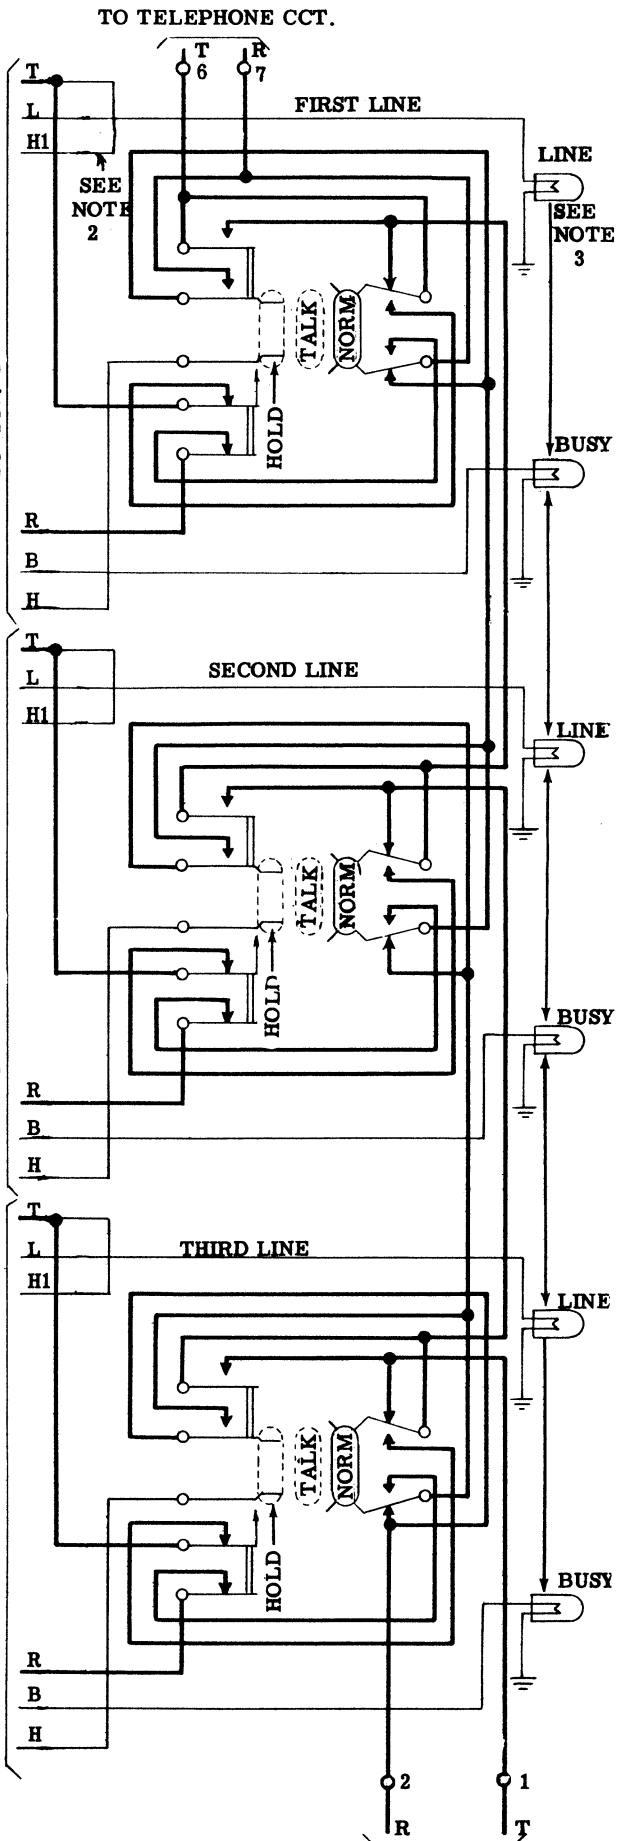 TO TELEPHONE CCT.
T R
6 7
T
L FIRST LINE
H1
LINE
SEE
NOTE
2
SEE
NOTE
3
TALK
NORM
HOLD
BUSY
R
B
H
T
L SECOND LINE
H1
LINE
TALK
NORM
HOLD
BUSY
R
B
H
T
L THIRD LINE
H1
LINE
TALK
NORM
HOLD
BUSY
R
B
H
2 1
R T